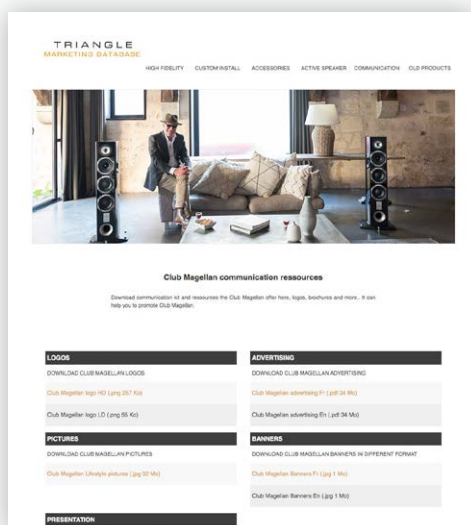 TRIANGLE
MARKETING DATABASE
HIGH FIDELITY CUSTOM INSTALL ACCESSORIES ACTIVE SPEAKER COMMUNICATION OLD PRODUCTS
Club Magellan communication ressources
Download communication kit and ressources the Club Magellan offer here, logos, brochures and more.. It can
help you to promote Club Magellan.
LOGOS
DOWNLOAD CLUB MAGELLAN LOGOS
Club Magellan logo HD (.png 257 Ko)
Club Magellan logo LD (.png 55 Ko)
ADVERTISING
DOWNLOAD CLUB MAGELLAN ADVERTISING
Club Magellan advertising Fr (.pdf 34 Mo)
Club Magellan advertising En (.pdf 34 Mo)
PICTURES
DOWNLOAD CLUB MAGELLAN PICTURES
Club Magellan Lifestyle pictures (.jpg 32 Mo)
BANNERS
DOWNLOAD CLUB MAGELLAN BANNERS IN DIFFERENT FORMAT
Club Magellan Banners Fr (.jpg 1 Mo)
Club Magellan Banners En (.jpg 1 Mo)
PRESENTATION